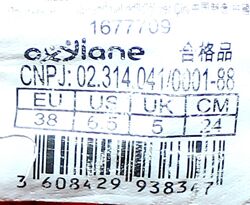 1677709
oxylane 合格品
CNPJ: 02.314.041/0001-88
EU US UK CM
38 6.5 5 24
3 608429 938347